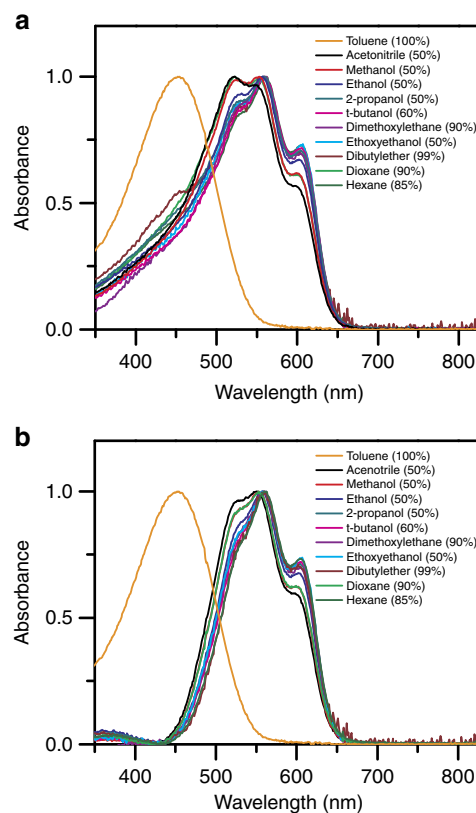 a
Toluene (100%)
Acetonitrile (50%)
Methanol (50%)
Ethanol (50%)
2-propanol (50%)
t-butanol (60%)
Dimethoxylethane (90%)
Ethoxyethanol (50%)
Dibutylether (99%)
Dioxane (90%)
Hexane (85%)
1.0
0.5
0.0
Absorbance
400 500 600 700 800
Wavelength (nm)
b
Toluene (100%)
Acenotrile (50%)
Methanol (50%)
Ethanol (50%)
2-propanol (50%)
t-butanol (60%)
Dimethoxylethane (90%)
Ethoxyethanol (50%)
Dibutylether (99%)
Dioxane (90%)
Hexane (85%)
1.0
0.5
0.0
Absorbance
400 500 600 700 800
Wavelength (nm)